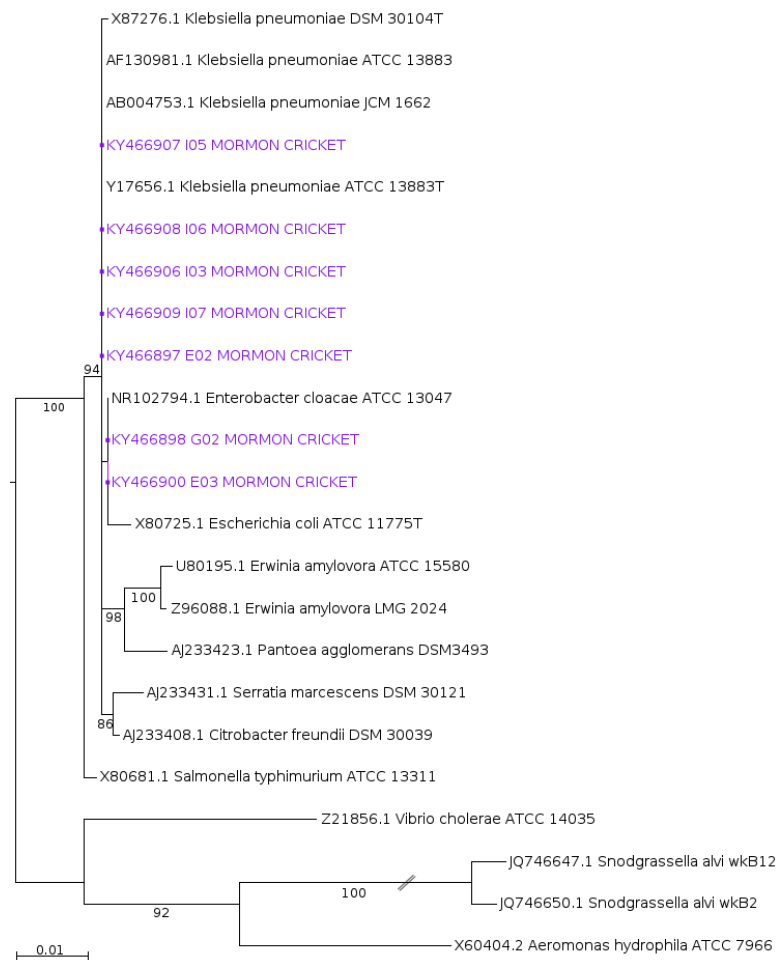 X87276.1 Klebsiella pneumoniae DSM 30104T
AF130981.1 Klebsiella pneumoniae ATCC 13883
AB004753.1 Klebsiella pneumoniae JCM 1662
KY466907 I05 MORMON CRICKET
Y17656.1 Klebsiella pneumoniae ATCC 13883T
KY466908 I06 MORMON CRICKET
KY466906 I03 MORMON CRICKET
KY466909 I07 MORMON CRICKET
KY466897 E02 MORMON CRICKET
94
NR102794.1 Enterobacter cloacae ATCC 13047
100
KY466898 G02 MORMON CRICKET
KY466900 E03 MORMON CRICKET
X80725.1 Escherichia coli ATCC 11775T
U80195.1 Erwinia amylovora ATCC 15580
100
Z96088.1 Erwinia amylovora LMG 2024
98
AJ233423.1 Pantoea agglomerans DSM3493
AJ233431.1 Serratia marcescens DSM 30121
86
AJ233408.1 Citrobacter freundii DSM 30039
X80681.1 Salmonella typhimurium ATCC 13311
Z21856.1 Vibrio cholerae ATCC 14035
JQ746647.1 Snodgrassella alvi wkB12
100
JQ746650.1 Snodgrassella alvi wkB2
92
X60404.2 Aeromonas hydrophila ATCC 7966
0.01